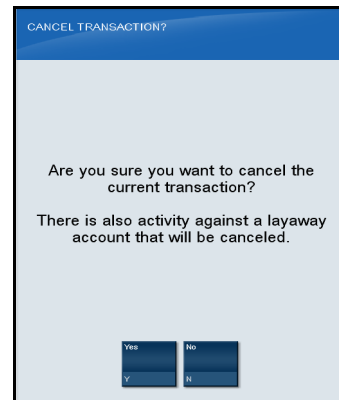 CANCEL TRANSACTION?
Are you sure you want to cancel the
current transaction?
There is also activity against a layaway
account that will be canceled.
Yes No
Y N